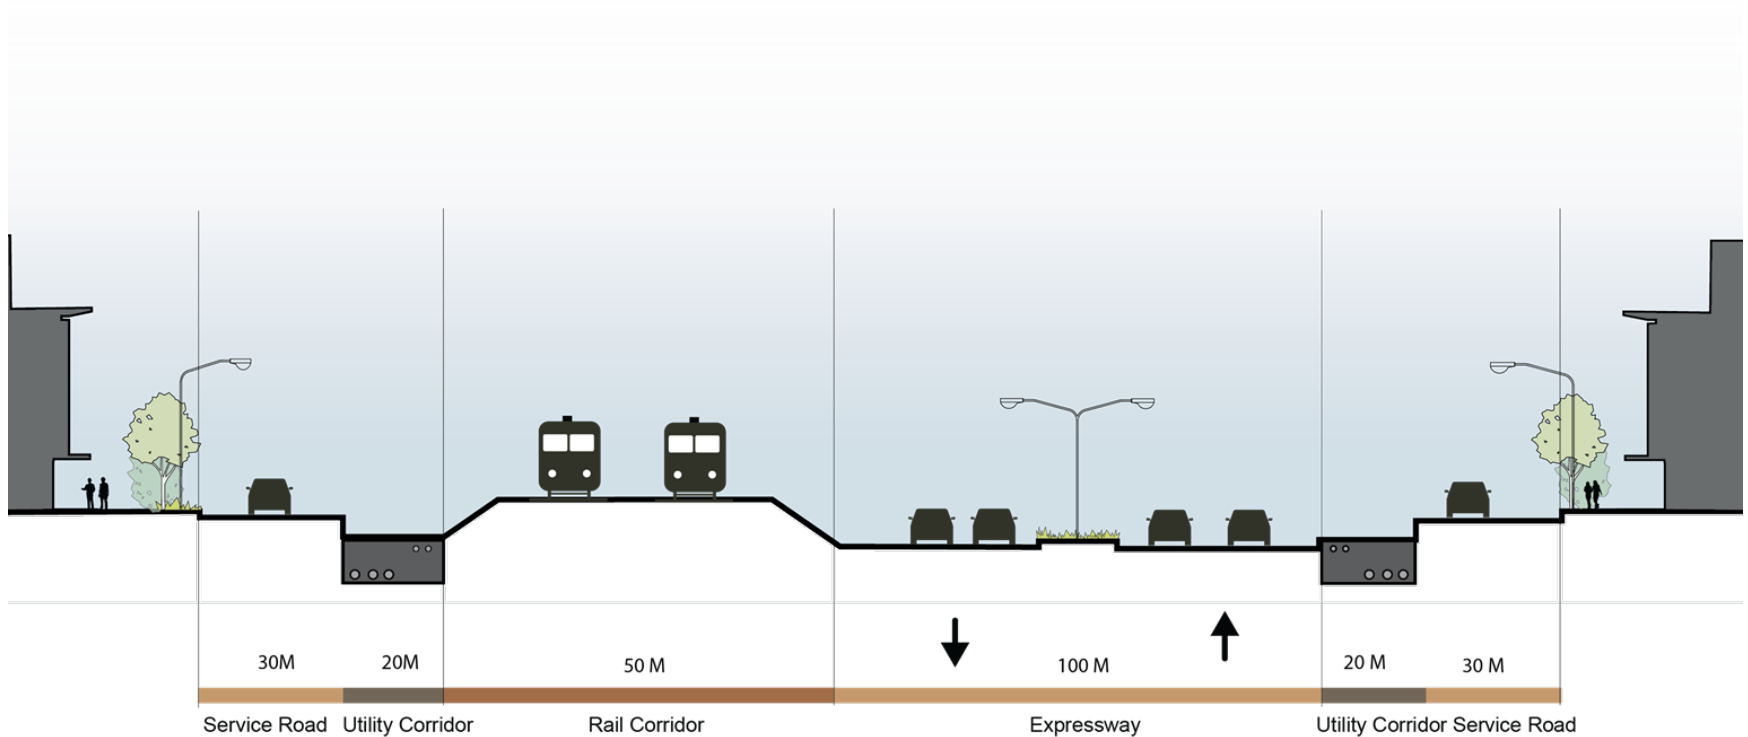 30M 20M 50 M 100 M 20 M 30 M
Service Road Utility Corridor Rail Corridor Expressway Utility Corridor Service Road